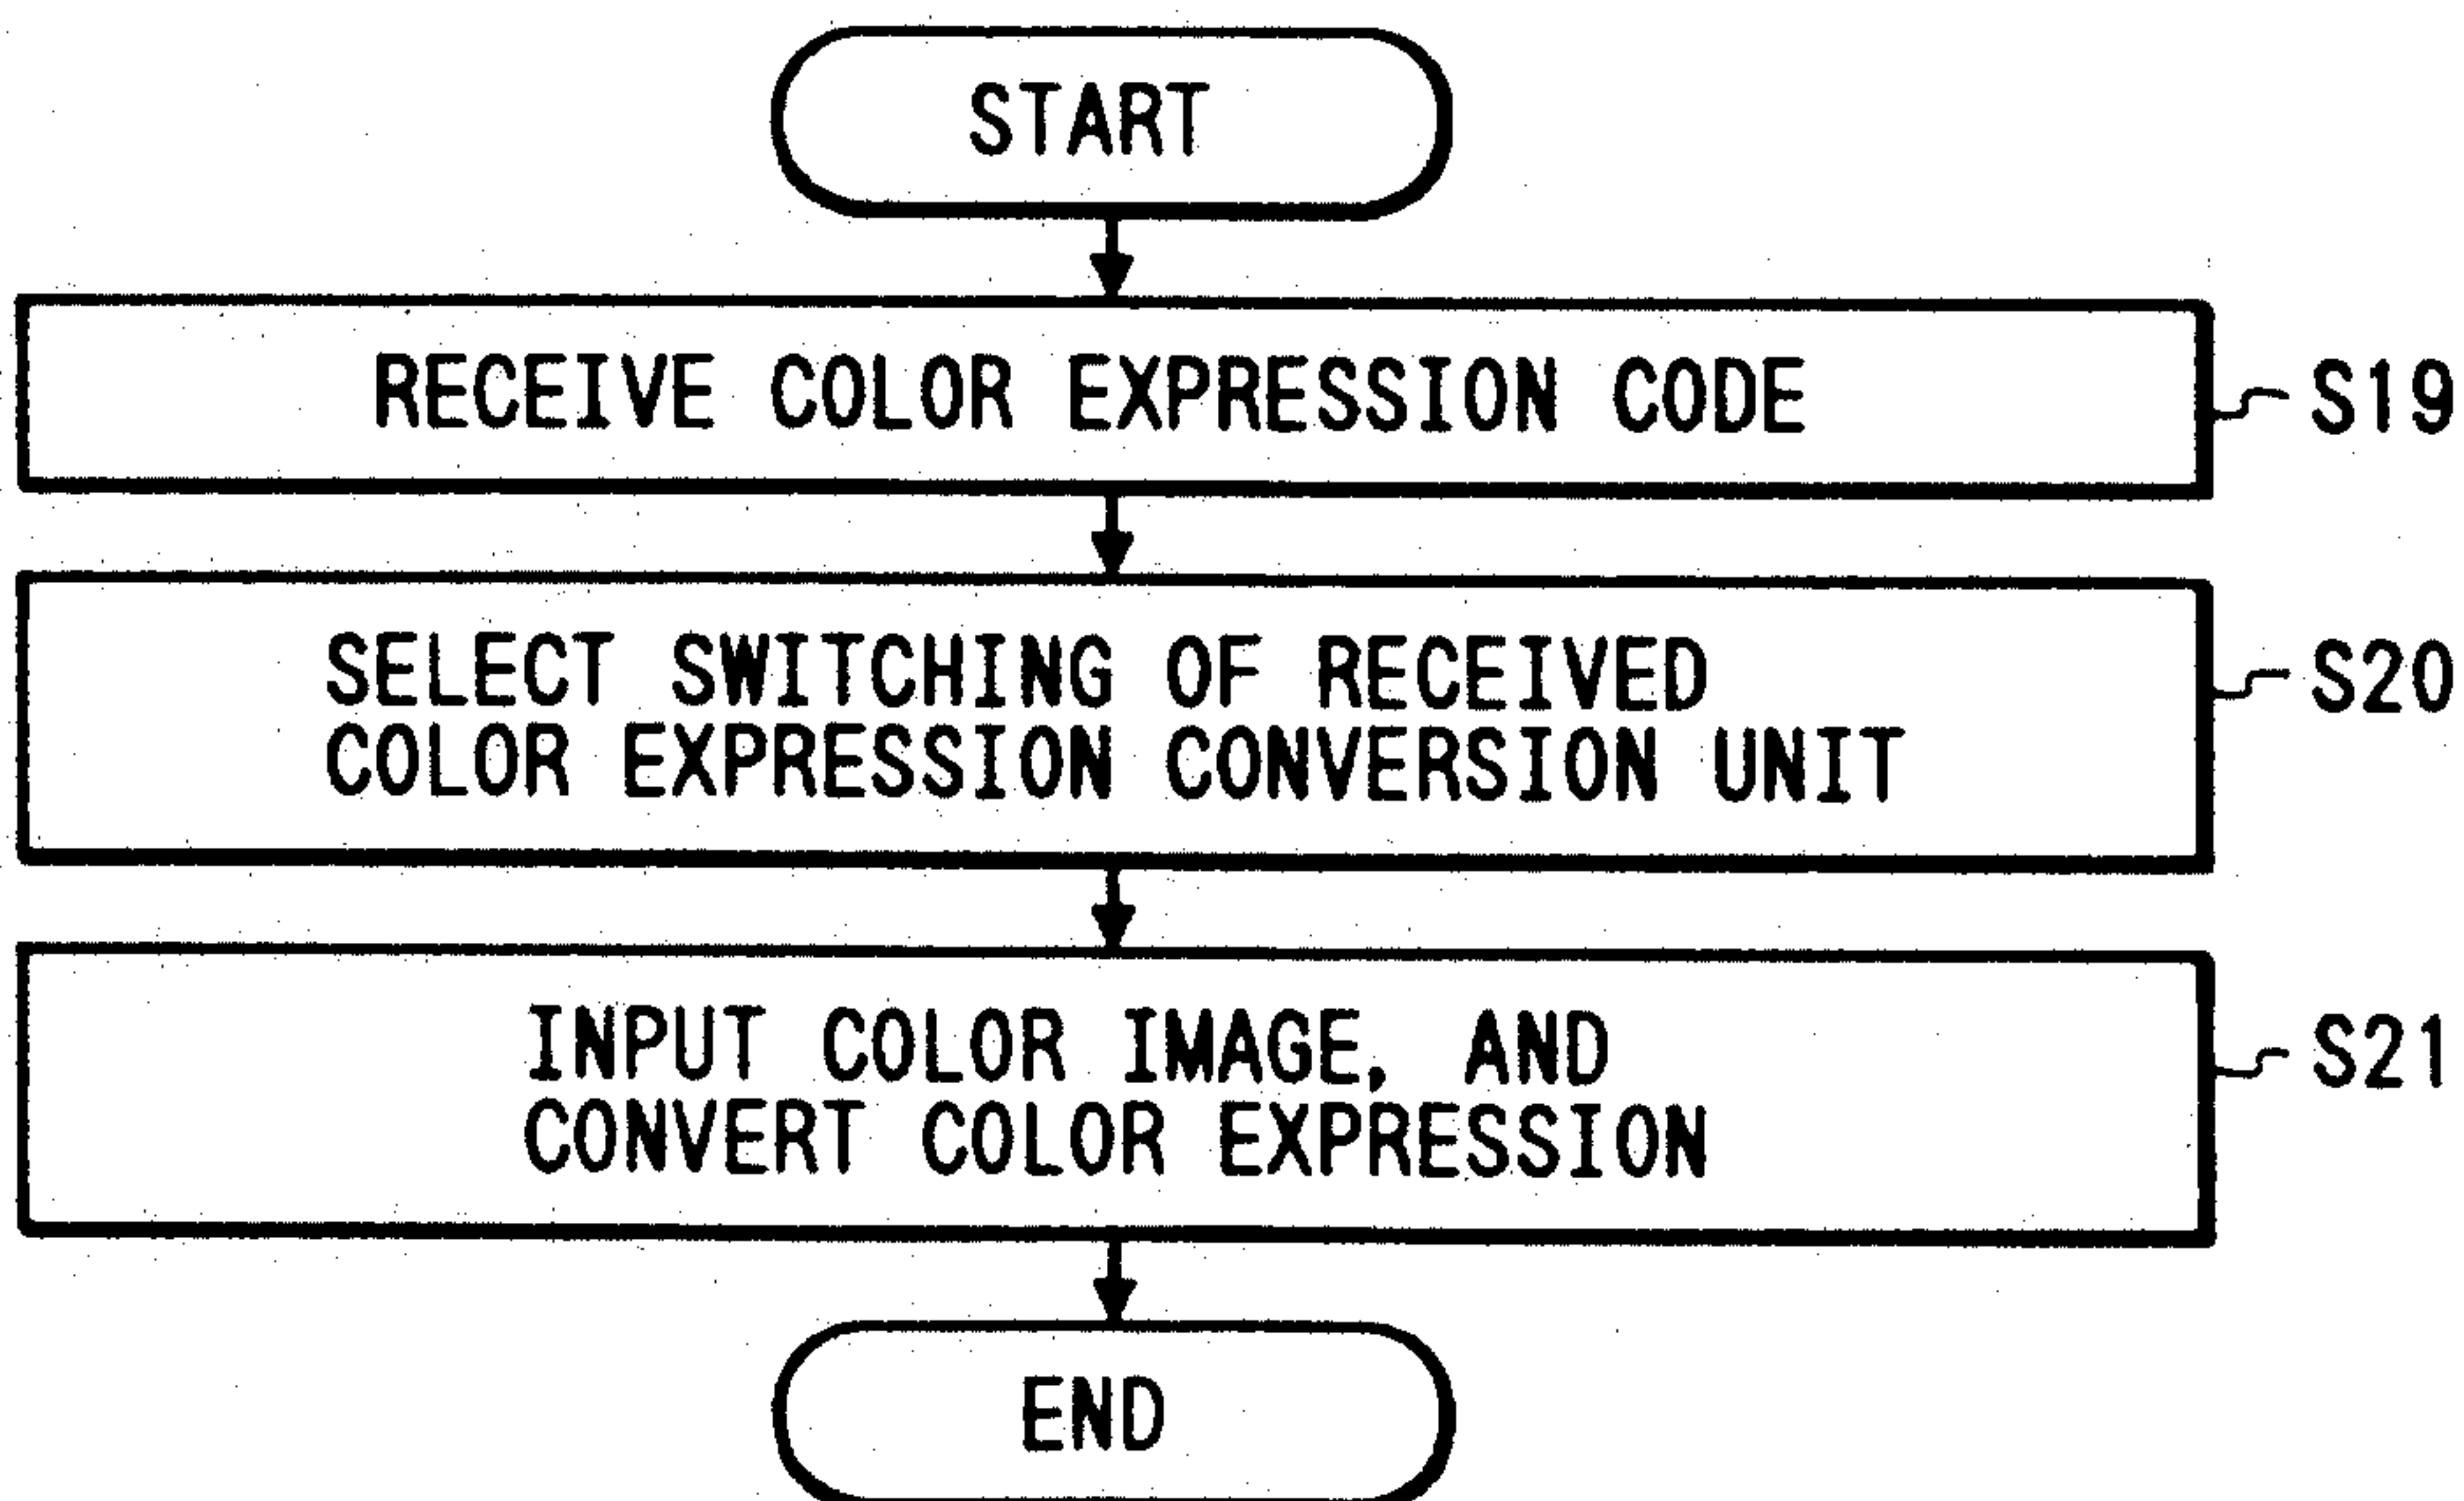 START
RECEIVE COLOR EXPRESSION CODE
S19
SELECT SWITCHING OF RECEIVED
COLOR EXPRESSION CONVERSION UNIT
S20
INPUT COLOR IMAGE, AND
CONVERT COLOR EXPRESSION
S21
END